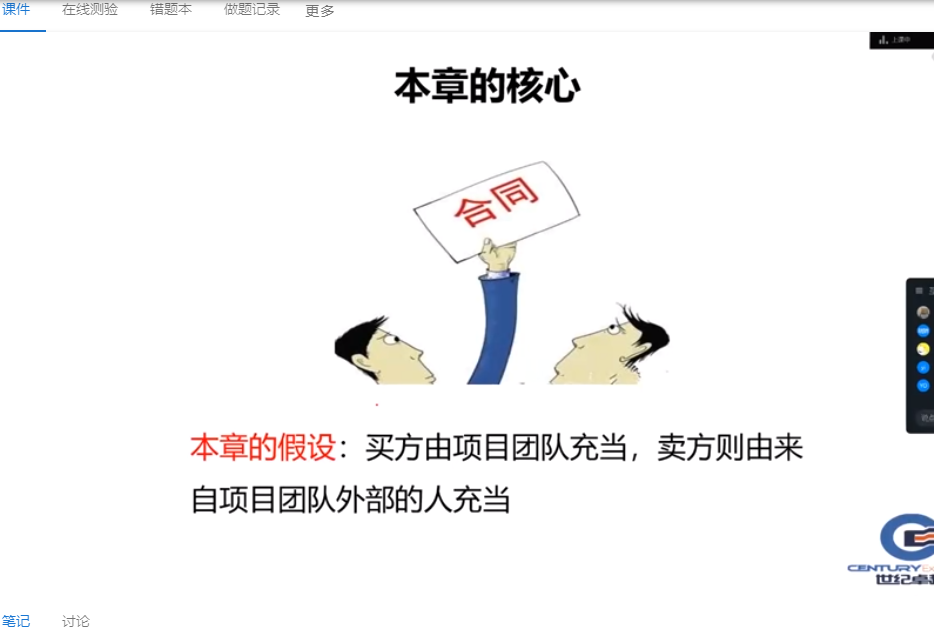 课件 在线测验 错题本 做题记录 更多
上课中
本章的核心
合同
本章的假设：买方由项目团队充当，卖方则由来
自项目团队外部的人充当
CENTURY
世纪卓
笔记 讨论